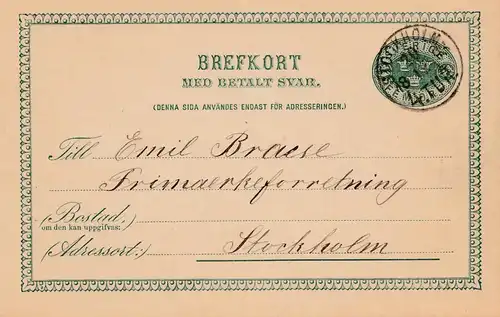 BREFKORT
MED BETALT SVAR.
(DENNA SIDA ANVÄNDES ENDAST FÖR ADRESSERINGEN.)
Till Emil Braese
Frimaerkeforretning
(Bostad,
om den kan uppgifvas:)
Stockholm
(Adressort:)
STOCKHOLM